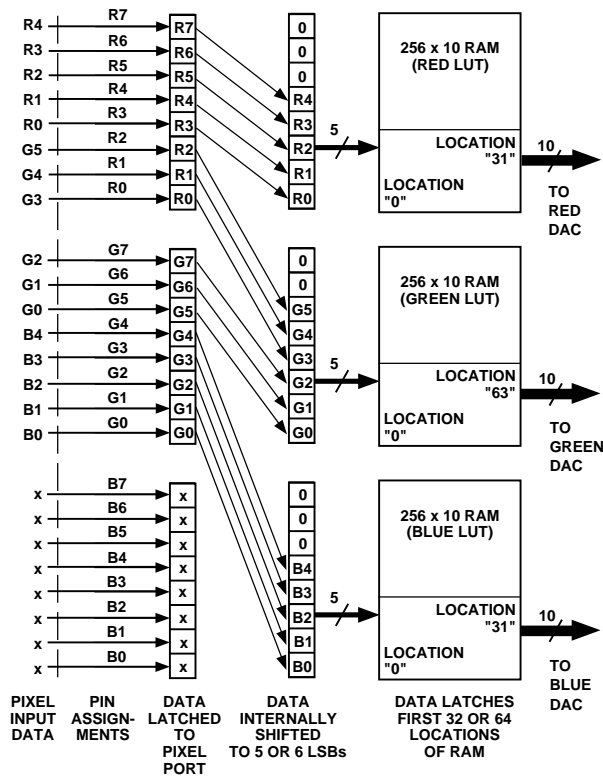 R4 R7 R7 0
R3 R6 R6 0
R2 R5 R5 0
R1 R4 R4 R4
R0 R3 R3 R3
G5 R2 R2 R2
G4 R1 R1 R1
G3 R0 R0 R0
5
256 x 10 RAM
(RED LUT)
LOCATION
"31"
LOCATION
"0"
10
TO
RED
DAC
G2 G7 G7 0
G1 G6 G6 0
G0 G5 G5 G5
B4 G4 G4 G4
B3 G3 G3 G3
B2 G2 G2 G2
B1 G1 G1 G1
B0 G0 G0 G0
5
256 x 10 RAM
(GREEN LUT)
LOCATION
"63"
LOCATION
"0"
10
TO
GREEN
DAC
x B7 x 0
x B6 x 0
x B5 x 0
x B4 x B4
x B3 x B3
x B2 x B2
x B1 x B1
x B0 x B0
5
256 x 10 RAM
(BLUE LUT)
LOCATION
"31"
LOCATION
"0"
10
TO
BLUE
DAC
PIXEL
INPUT
DATA
PIN
ASSIGN-
MENTS
DATA
LATCHED
TO
PIXEL
PORT
DATA
INTERNALLY
SHIFTED
TO 5 OR 6 LSBs
DATA LATCHES
FIRST 32 OR 64
LOCATIONS
OF RAM